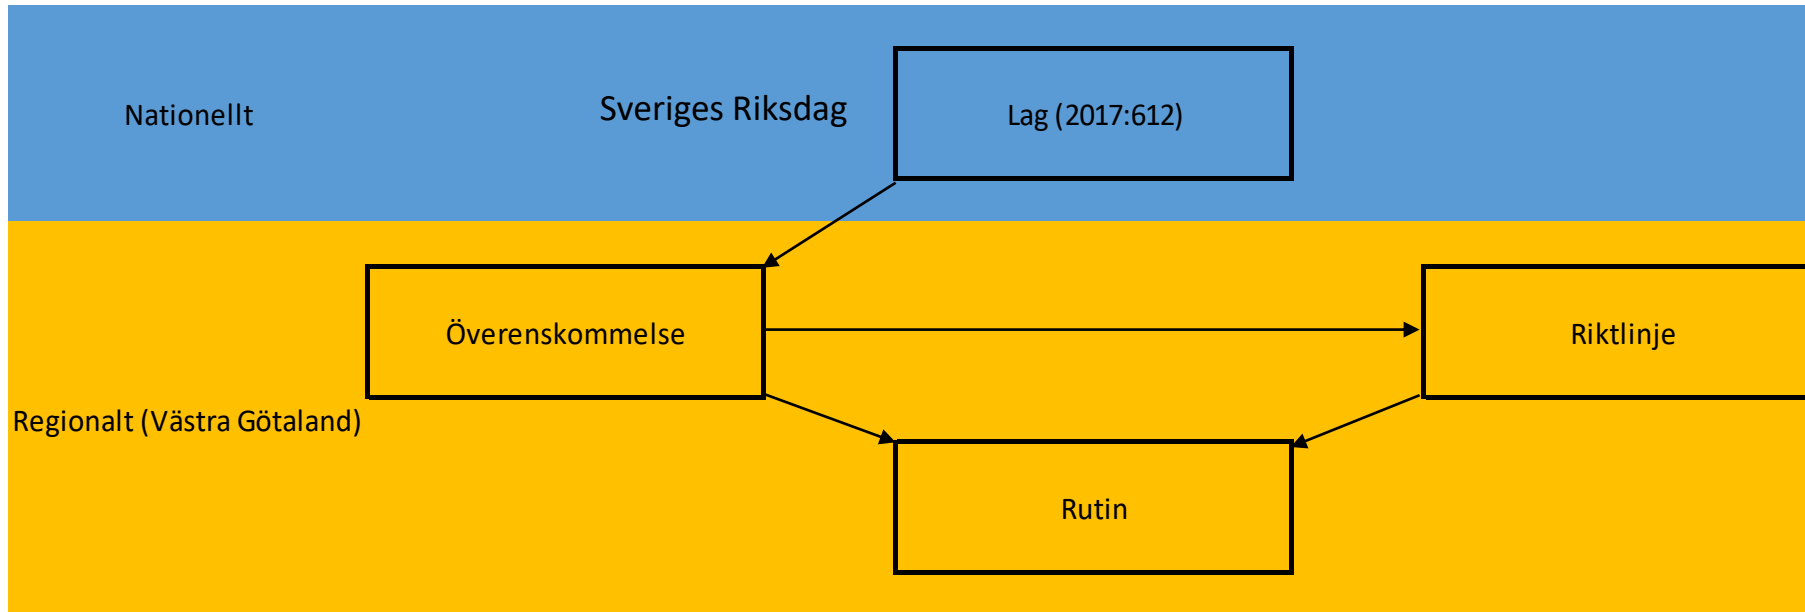 Nationellt
Sveriges Riksdag
Lag (2017:612)
Överenskommelse
Riktlinje
Regionalt (Västra Götaland)
Rutin